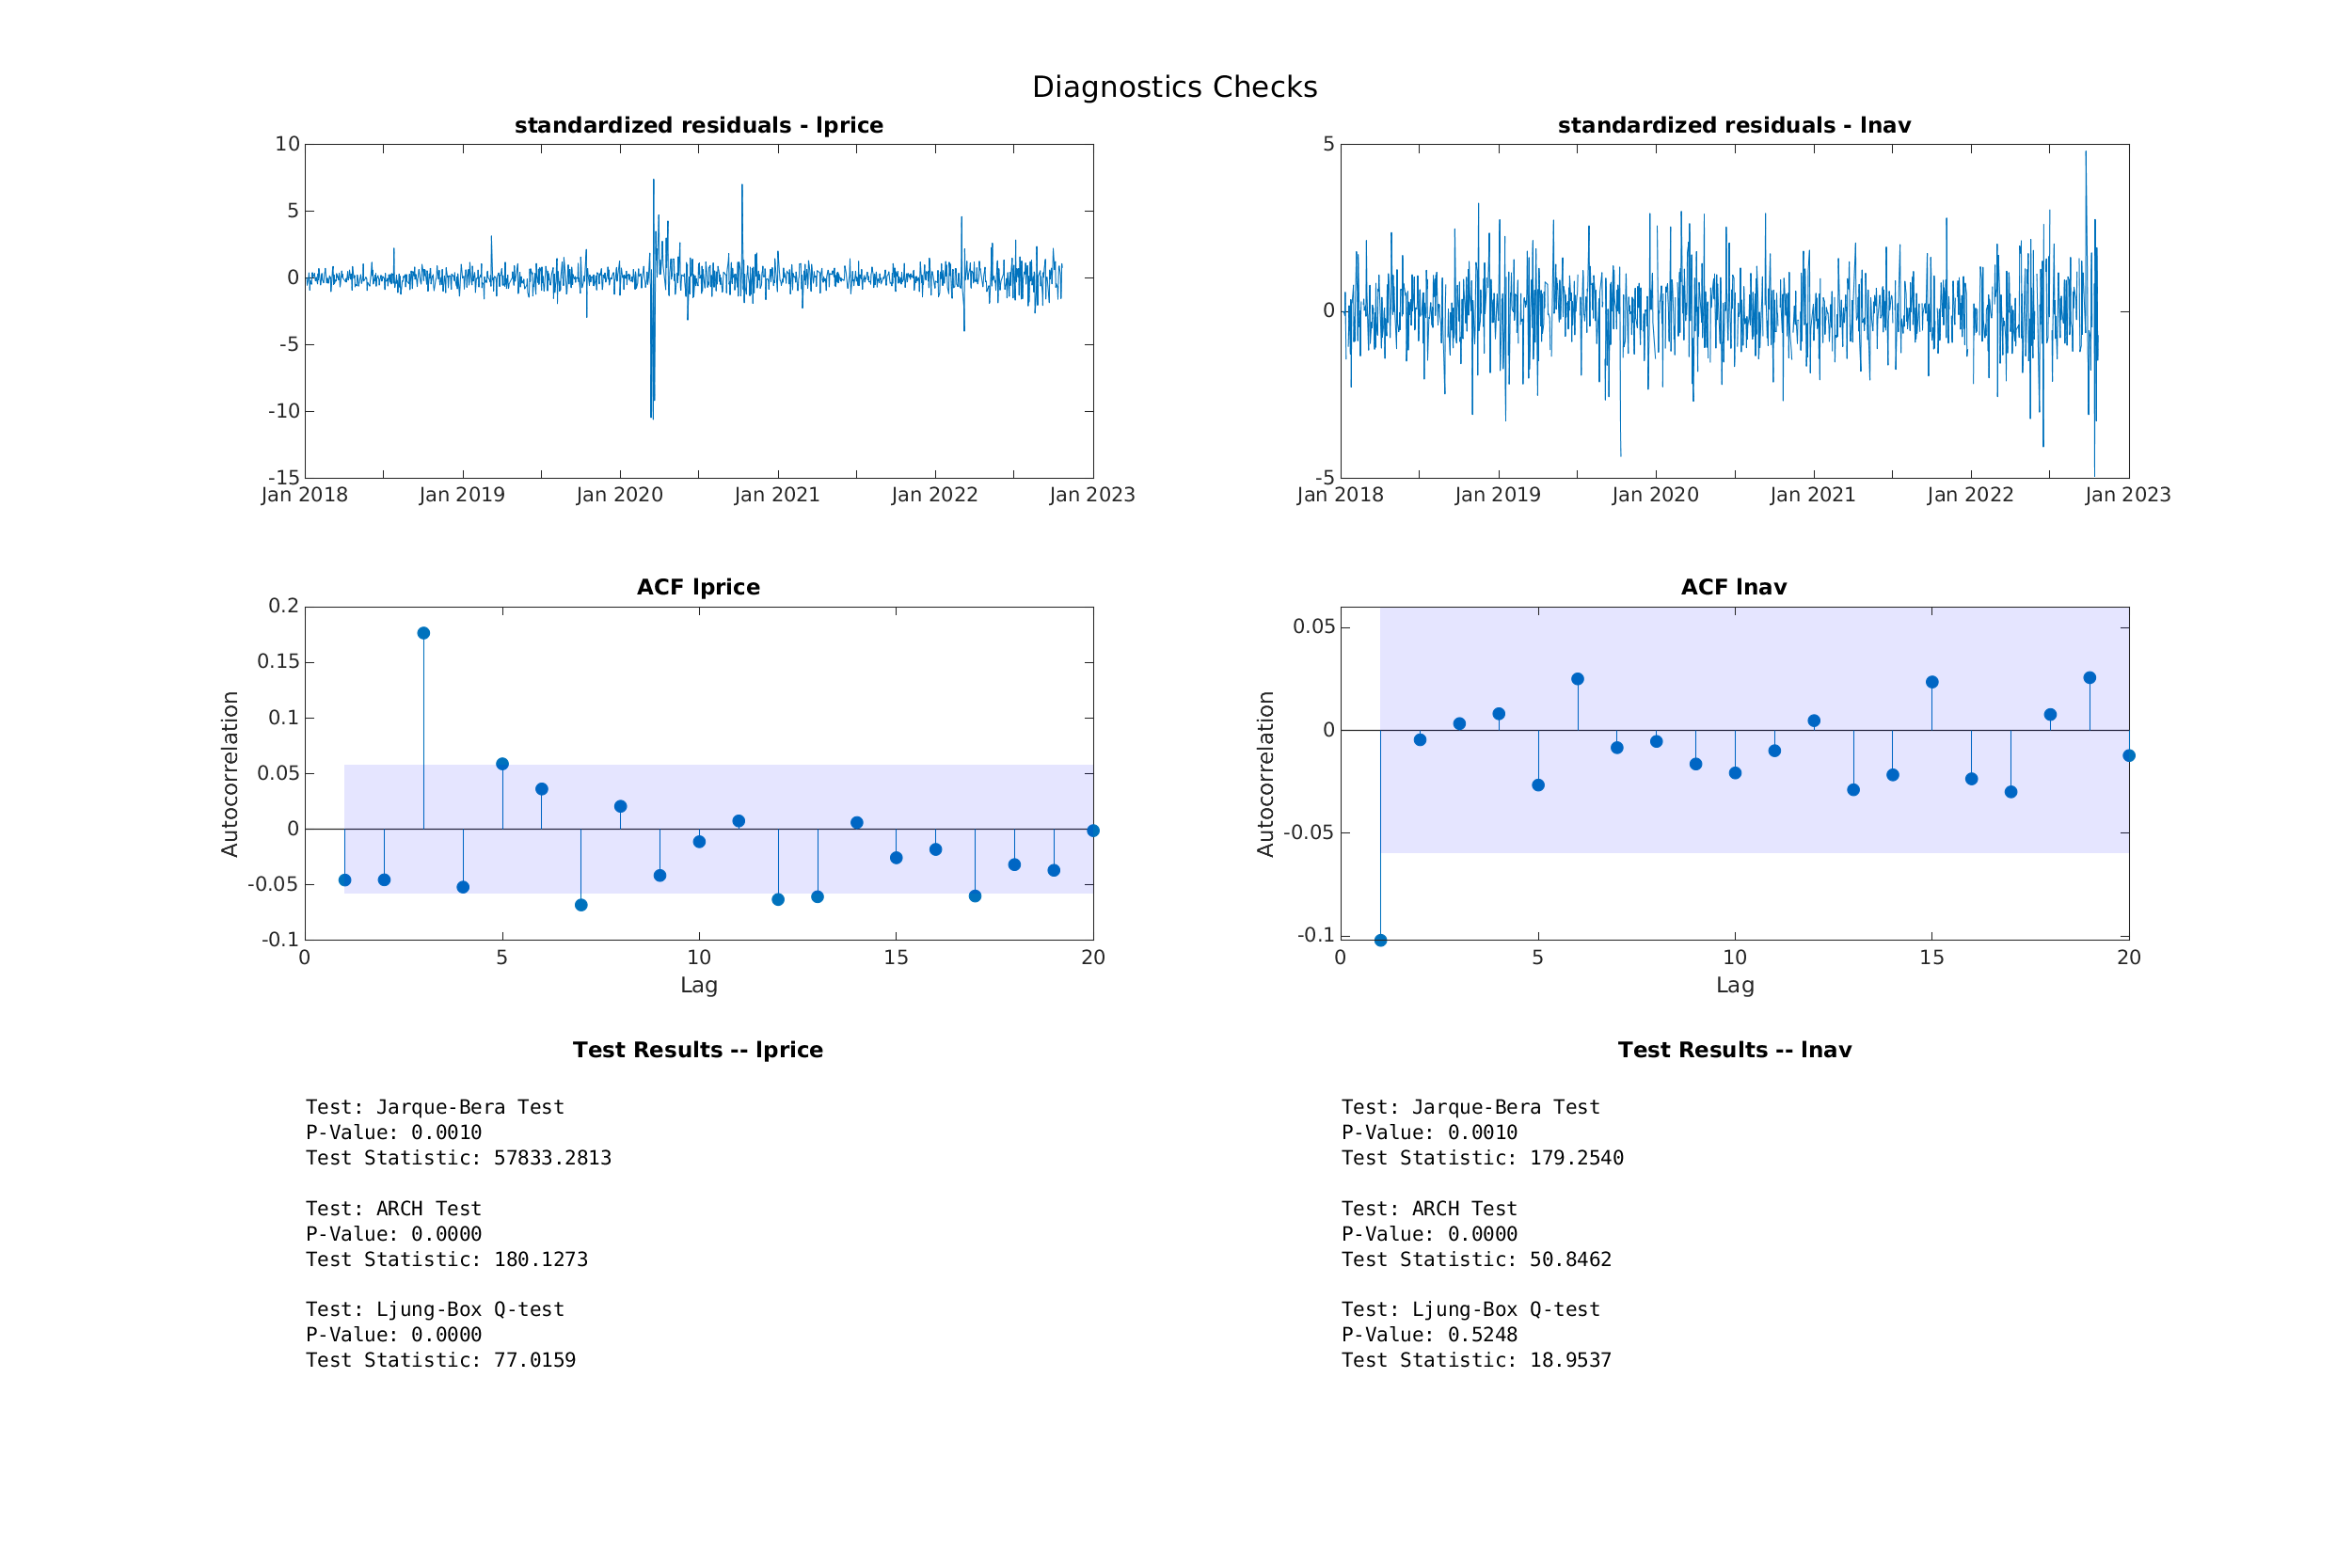 Diagnostics Checks
standardized residuals - lprice
10
5
0
-5
-10
-15
Jan 2018 Jan 2019 Jan 2020 Jan 2021 Jan 2022 Jan 2023
standardized residuals - lnav
5
0
-5
Jan 2018 Jan 2019 Jan 2020 Jan 2021 Jan 2022 Jan 2023
ACF lprice
Autocorrelation
0.2
0.15
0.1
0.05
0
-0.05
-0.1
0 5 10 15 20
Lag
ACF lnav
Autocorrelation
0.05
0
-0.05
-0.1
0 5 10 15 20
Lag
Test Results -- lprice
Test: Jarque-Bera Test
P-Value: 0.0010
Test Statistic: 57833.2813
Test: ARCH Test
P-Value: 0.0000
Test Statistic: 180.1273
Test: Ljung-Box Q-test
P-Value: 0.0000
Test Statistic: 77.0159
Test Results -- lnav
Test: Jarque-Bera Test
P-Value: 0.0010
Test Statistic: 179.2540
Test: ARCH Test
P-Value: 0.0000
Test Statistic: 50.8462
Test: Ljung-Box Q-test
P-Value: 0.5248
Test Statistic: 18.9537